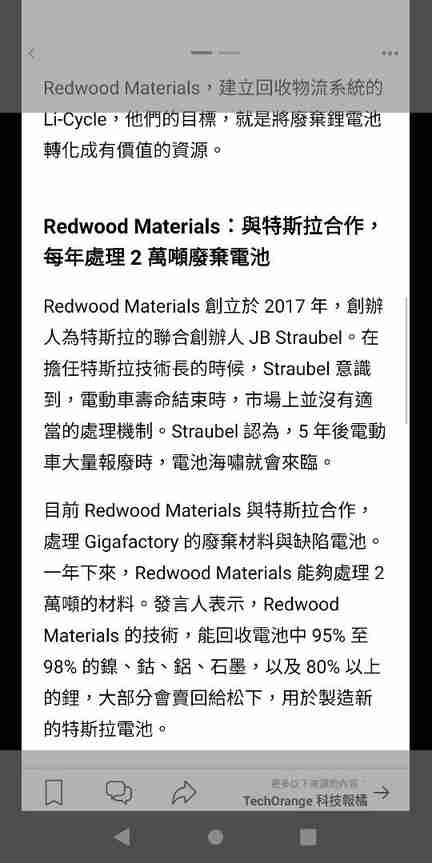 Redwood Materials，建立回收物流系統的
Li-Cycle，他們的目標，就是將廢棄鋰電池
轉化成有價值的資源。
Redwood Materials：與特斯拉合作，
每年處理 2 萬噸廢棄電池
Redwood Materials 創立於 2017 年，創辦
人為特斯拉的聯合創辦人 JB Straubel。在
擔任特斯拉技術長的時候，Straubel 意識
到，電動車壽命結束時，市場上並沒有適
當的處理機制。Straubel 認為，5 年後電動
車大量報廢時，電池海嘯就會來臨。
目前 Redwood Materials 與特斯拉合作，
處理 Gigafactory 的廢棄材料與缺陷電池。
一年下來，Redwood Materials 能夠處理 2
萬噸的材料。發言人表示，Redwood
Materials 的技術，能回收電池中 95% 至
98% 的鎳、鈷、鋁、石墨，以及 80% 以上
的鋰，大部分會賣回給松下，用於製造新
的特斯拉電池。
TechOrange 科技報橘